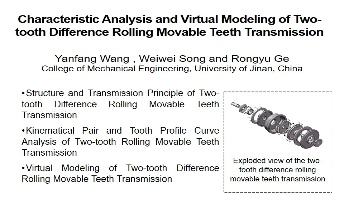 Characteristic Analysis and Virtual Modeling of Two-
tooth Difference Rolling Movable Teeth Transmission
Yanfang Wang , Weiwei Song and Rongyu Ge
College of Mechanical Engineering, University of Jinan, China
•Structure and Transmission Principle of Two-
tooth Difference Rolling Movable Teeth
Transmission
•Kinematical Pair and Tooth Profile Curve
Analysis of Two-tooth Rolling Movable Teeth
Transmission
•Virtual Modeling of Two-tooth Difference
Rolling Movable Teeth Transmission
Exploded view of the two
tooth difference rolling
movable teeth transmission